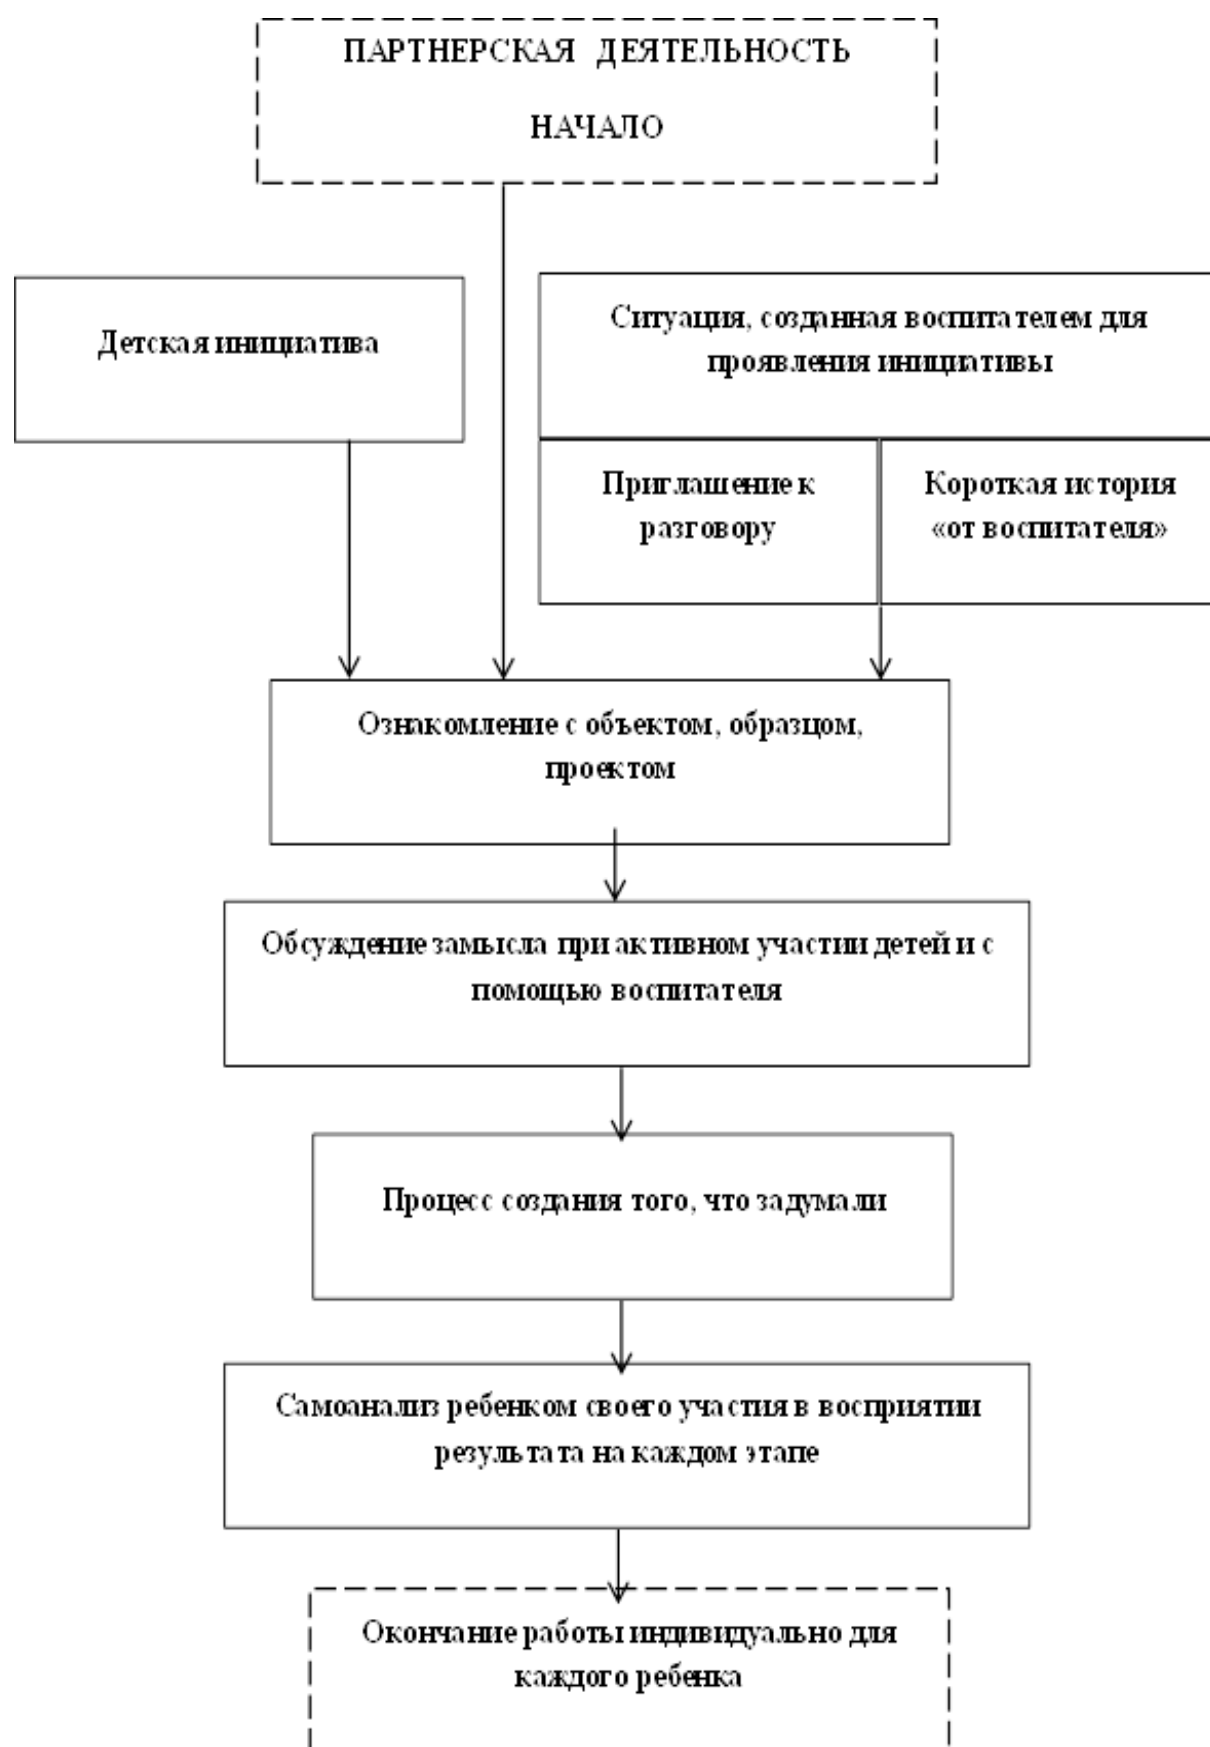 ПАРТНЕРСКАЯ ДЕЯТЕЛЬНОСТЬ
НАЧАЛО
Детская инициатива
Ситуация, созданная воспитателем для
проявления инициативы
Приглашение к
разговору
Короткая история
«от воспитателя»
Ознакомление с объектом, образцом,
проектом
Обсуждение замысла при активном участии детей и с
помощью воспитателя
Процесс создания того, что задумали
Самоанализ ребенком своего участия в восприятии
результата на каждом этапе
Окончание работы индивидуально для
каждого ребенка